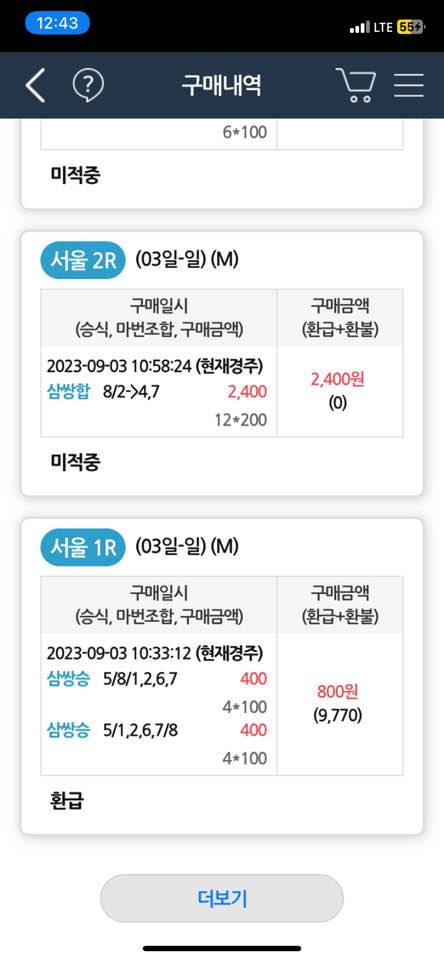 12:43
LTE 55
?
구매내역
6*100
미적중
서울 2R (03일-일) (M)
구매일시 구매금액
(승식, 마번조합, 구매금액) (환급+환불)
2023-09-03 10:58:24 (현재경주)
삼쌍합 8/2->4,7 2,400 2,400원
12*200 (0)
미적중
서울 1R (03일-일) (M)
구매일시 구매금액
(승식, 마번조합, 구매금액) (환급+환불)
2023-09-03 10:33:12 (현재경주)
삼쌍승 5/8/1,2,6,7 400
4*100 800원
삼쌍승 5/1,2,6,7/8 400 (9,770)
4*100
환급
더보기